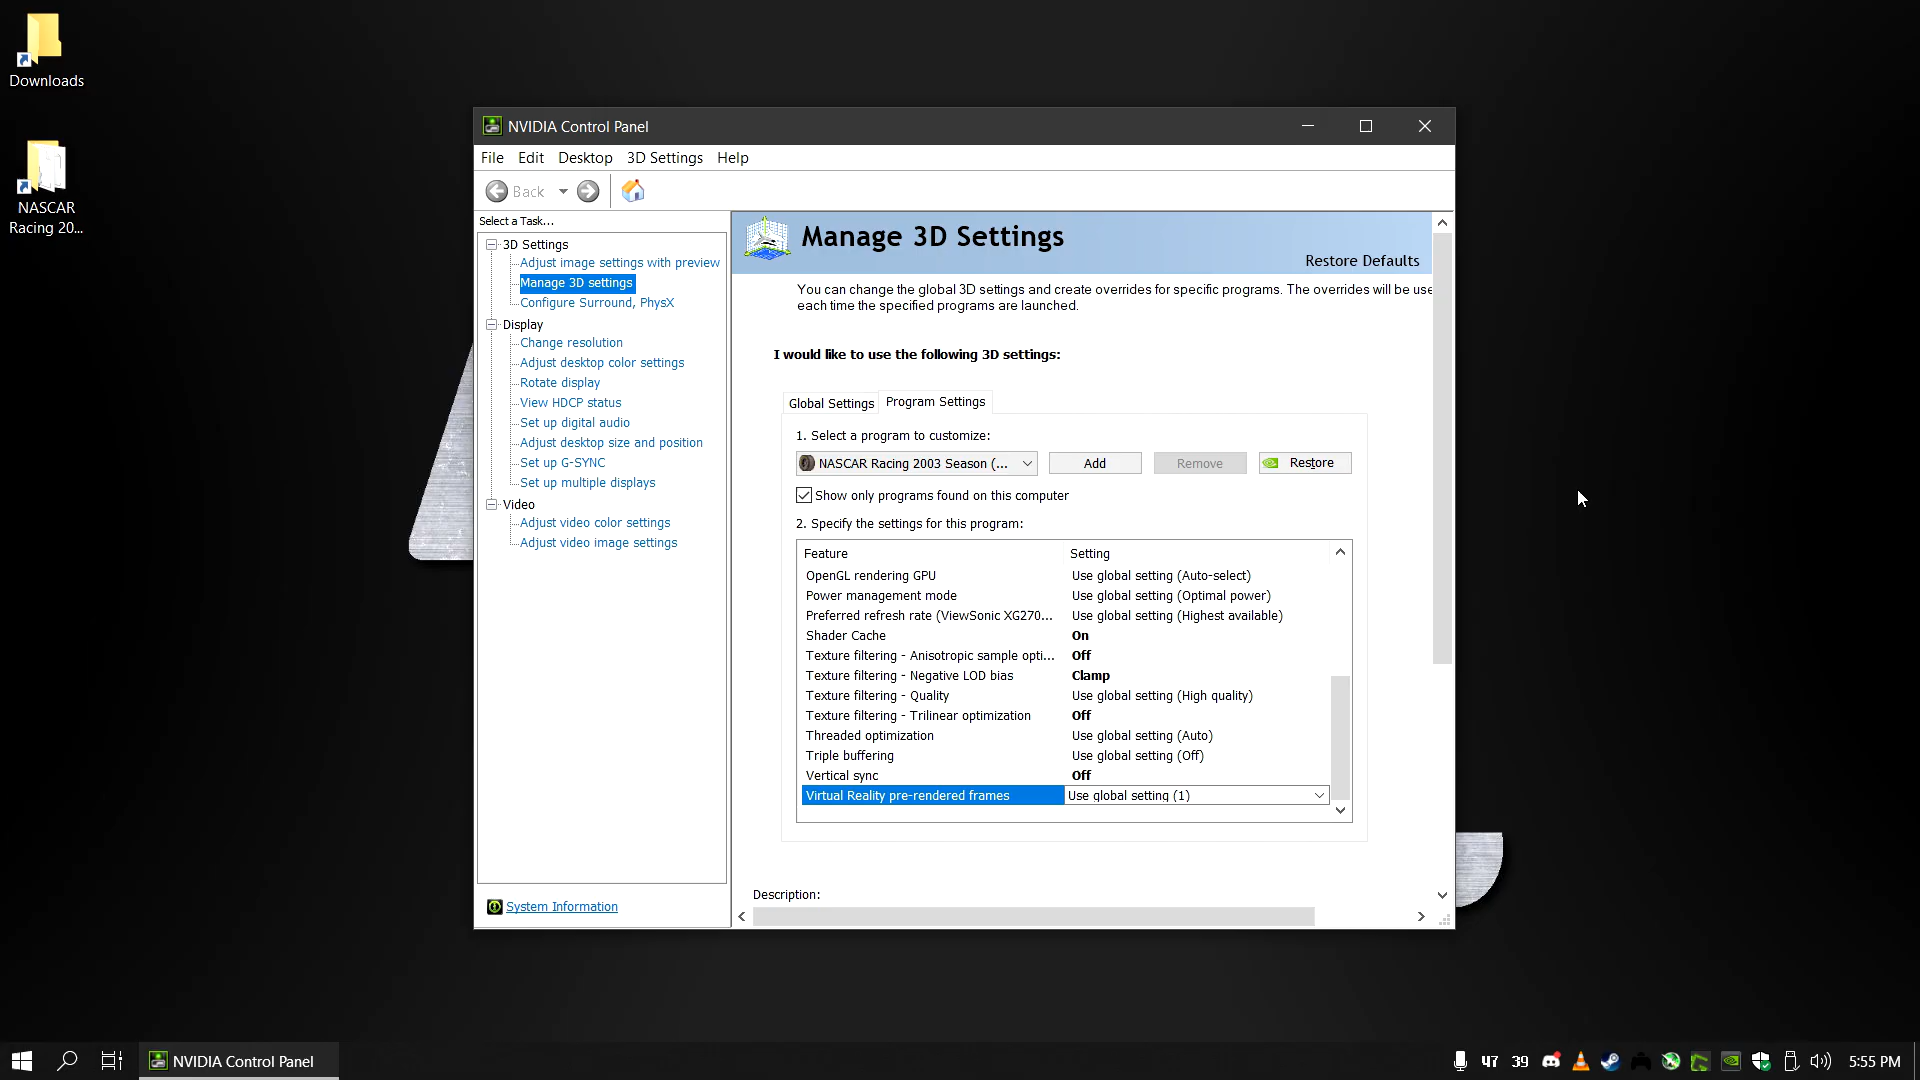 Downloads
NASCAR
Racing 20...
NVIDIA Control Panel
File Edit Desktop 3D Settings Help
Back
Select a Task...
3D Settings
Adjust image settings with preview
Manage 3D settings
Configure Surround, PhysX
Display
Change resolution
Adjust desktop color settings
Rotate display
View HDCP status
Set up digital audio
Adjust desktop size and position
Set up G-SYNC
Set up multiple displays
Video
Adjust video color settings
Adjust video image settings
System Information
Manage 3D Settings
Restore Defaults
You can change the global 3D settings and create overrides for specific programs. The overrides will be use
each time the specified programs are launched.
I would like to use the following 3D settings:
Global Settings Program Settings
1. Select a program to customize:
NASCAR Racing 2003 Season (... Add Remove Restore
Show only programs found on this computer
2. Specify the settings for this program:
Feature Setting
OpenGL rendering GPU Use global setting (Auto-select)
Power management mode Use global setting (Optimal power)
Preferred refresh rate (ViewSonic XG270... Use global setting (Highest available)
Shader Cache On
Texture filtering - Anisotropic sample opti... Off
Texture filtering - Negative LOD bias Clamp
Texture filtering - Quality Use global setting (High quality)
Texture filtering - Trilinear optimization Off
Threaded optimization Use global setting (Auto)
Triple buffering Use global setting (Off)
Vertical sync Off
Virtual Reality pre-rendered frames Use global setting (1)
Description:
NVIDIA Control Panel
47 39 5:55 PM